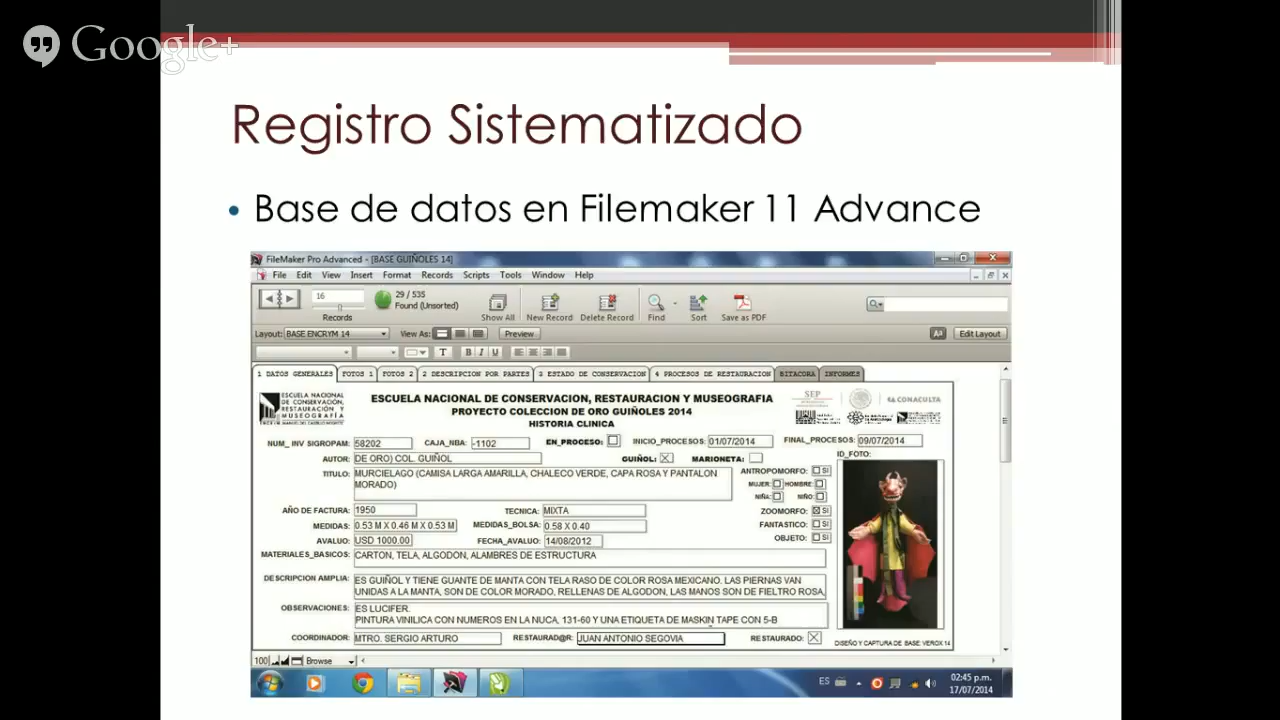 Google+
Registro Sistematizado
• Base de datos en Filemaker 11 Advance
FileMaker Pro Advanced - [BASE GUIÑOLES 14]
File Edit View Insert Format Records Scripts Tools Window Help
16
29 / 535
Found (Unsorted)
Records
Show All New Record Delete Record Find Sort Save as PDF
Layout: BASE ENCRYM 14 View As: Preview Edit Layout
B I U
1 DATOS GENERALES FOTOS 1 FOTOS 2 2 DESCRIPCION POR PARTES 3 ESTADO DE CONSERVACION 4 PROCESOS DE RESTAURACION BITACORA INFORMES
ESCUELA NACIONAL
DE CONSERVACIÓN,
RESTAURACIÓN Y
MUSEOGRAFÍA
ESCUELA NACIONAL DE CONSERVACION, RESTAURACION Y MUSEOGRAFIA
PROYECTO COLECCION DE ORO GUIÑOLES 2014
HISTORIA CLINICA
SEP
CONACULTA
NUM_ INV SIGROPAM: 58202 CAJA_NBA: -1102 EN_PROCESO: INICIO_PROCESOS: 01/07/2014 FINAL_PROCESOS: 09/07/2014
AUTOR: DE ORO) COL. GUIÑOL GUIÑOL: MARIONETA: ID_FOTO:
TITULO: MURCIELAGO (CAMISA LARGA AMARILLA, CHALECO VERDE, CAPA ROSA Y PANTALON
MORADO)
ANTROPOMORFO: SI
MUJER: HOMBRE:
NIÑA: NIÑO:
AÑO DE FACTURA: 1950 TECNICA: MIXTA ZOOMORFO: SI
MEDIDAS: 0.53 M X 0.46 M X 0.53 M MEDIDAS_BOLSA: 0.58 X 0.40 FANTASTICO: SI
AVALUO: USD 1000.00 FECHA_AVALUO: 14/08/2012 OBJETO: SI
MATERIALES_BASICOS: CARTON, TELA, ALGODON, ALAMBRES DE ESTRUCTURA
DESCRIPCION AMPLIA: ES GUIÑOL Y TIENE GUANTE DE MANTA CON TELA RASO DE COLOR ROSA MEXICANO. LAS PIERNAS VAN
UNIDAS A LA MANTA, SON DE COLOR MORADO, RELLENAS DE ALGODON, LAS MANOS SON DE FIELTRO ROSA,
OBSERVACIONES: ES LUCIFER.
PINTURA VINILICA CON NUMEROS EN LA NUCA, 131-60 Y UNA ETIQUETA DE MASKIN TAPE CON 5-B
COORDINADOR: MTRO. SERGIO ARTURO RESTAURAD@R: JUAN ANTONIO SEGOVIA RESTAURADO: DISEÑO Y CAPTURA DE BASE: VEROX 14
100 Browse
ES 02:45 p.m.
17/07/2014